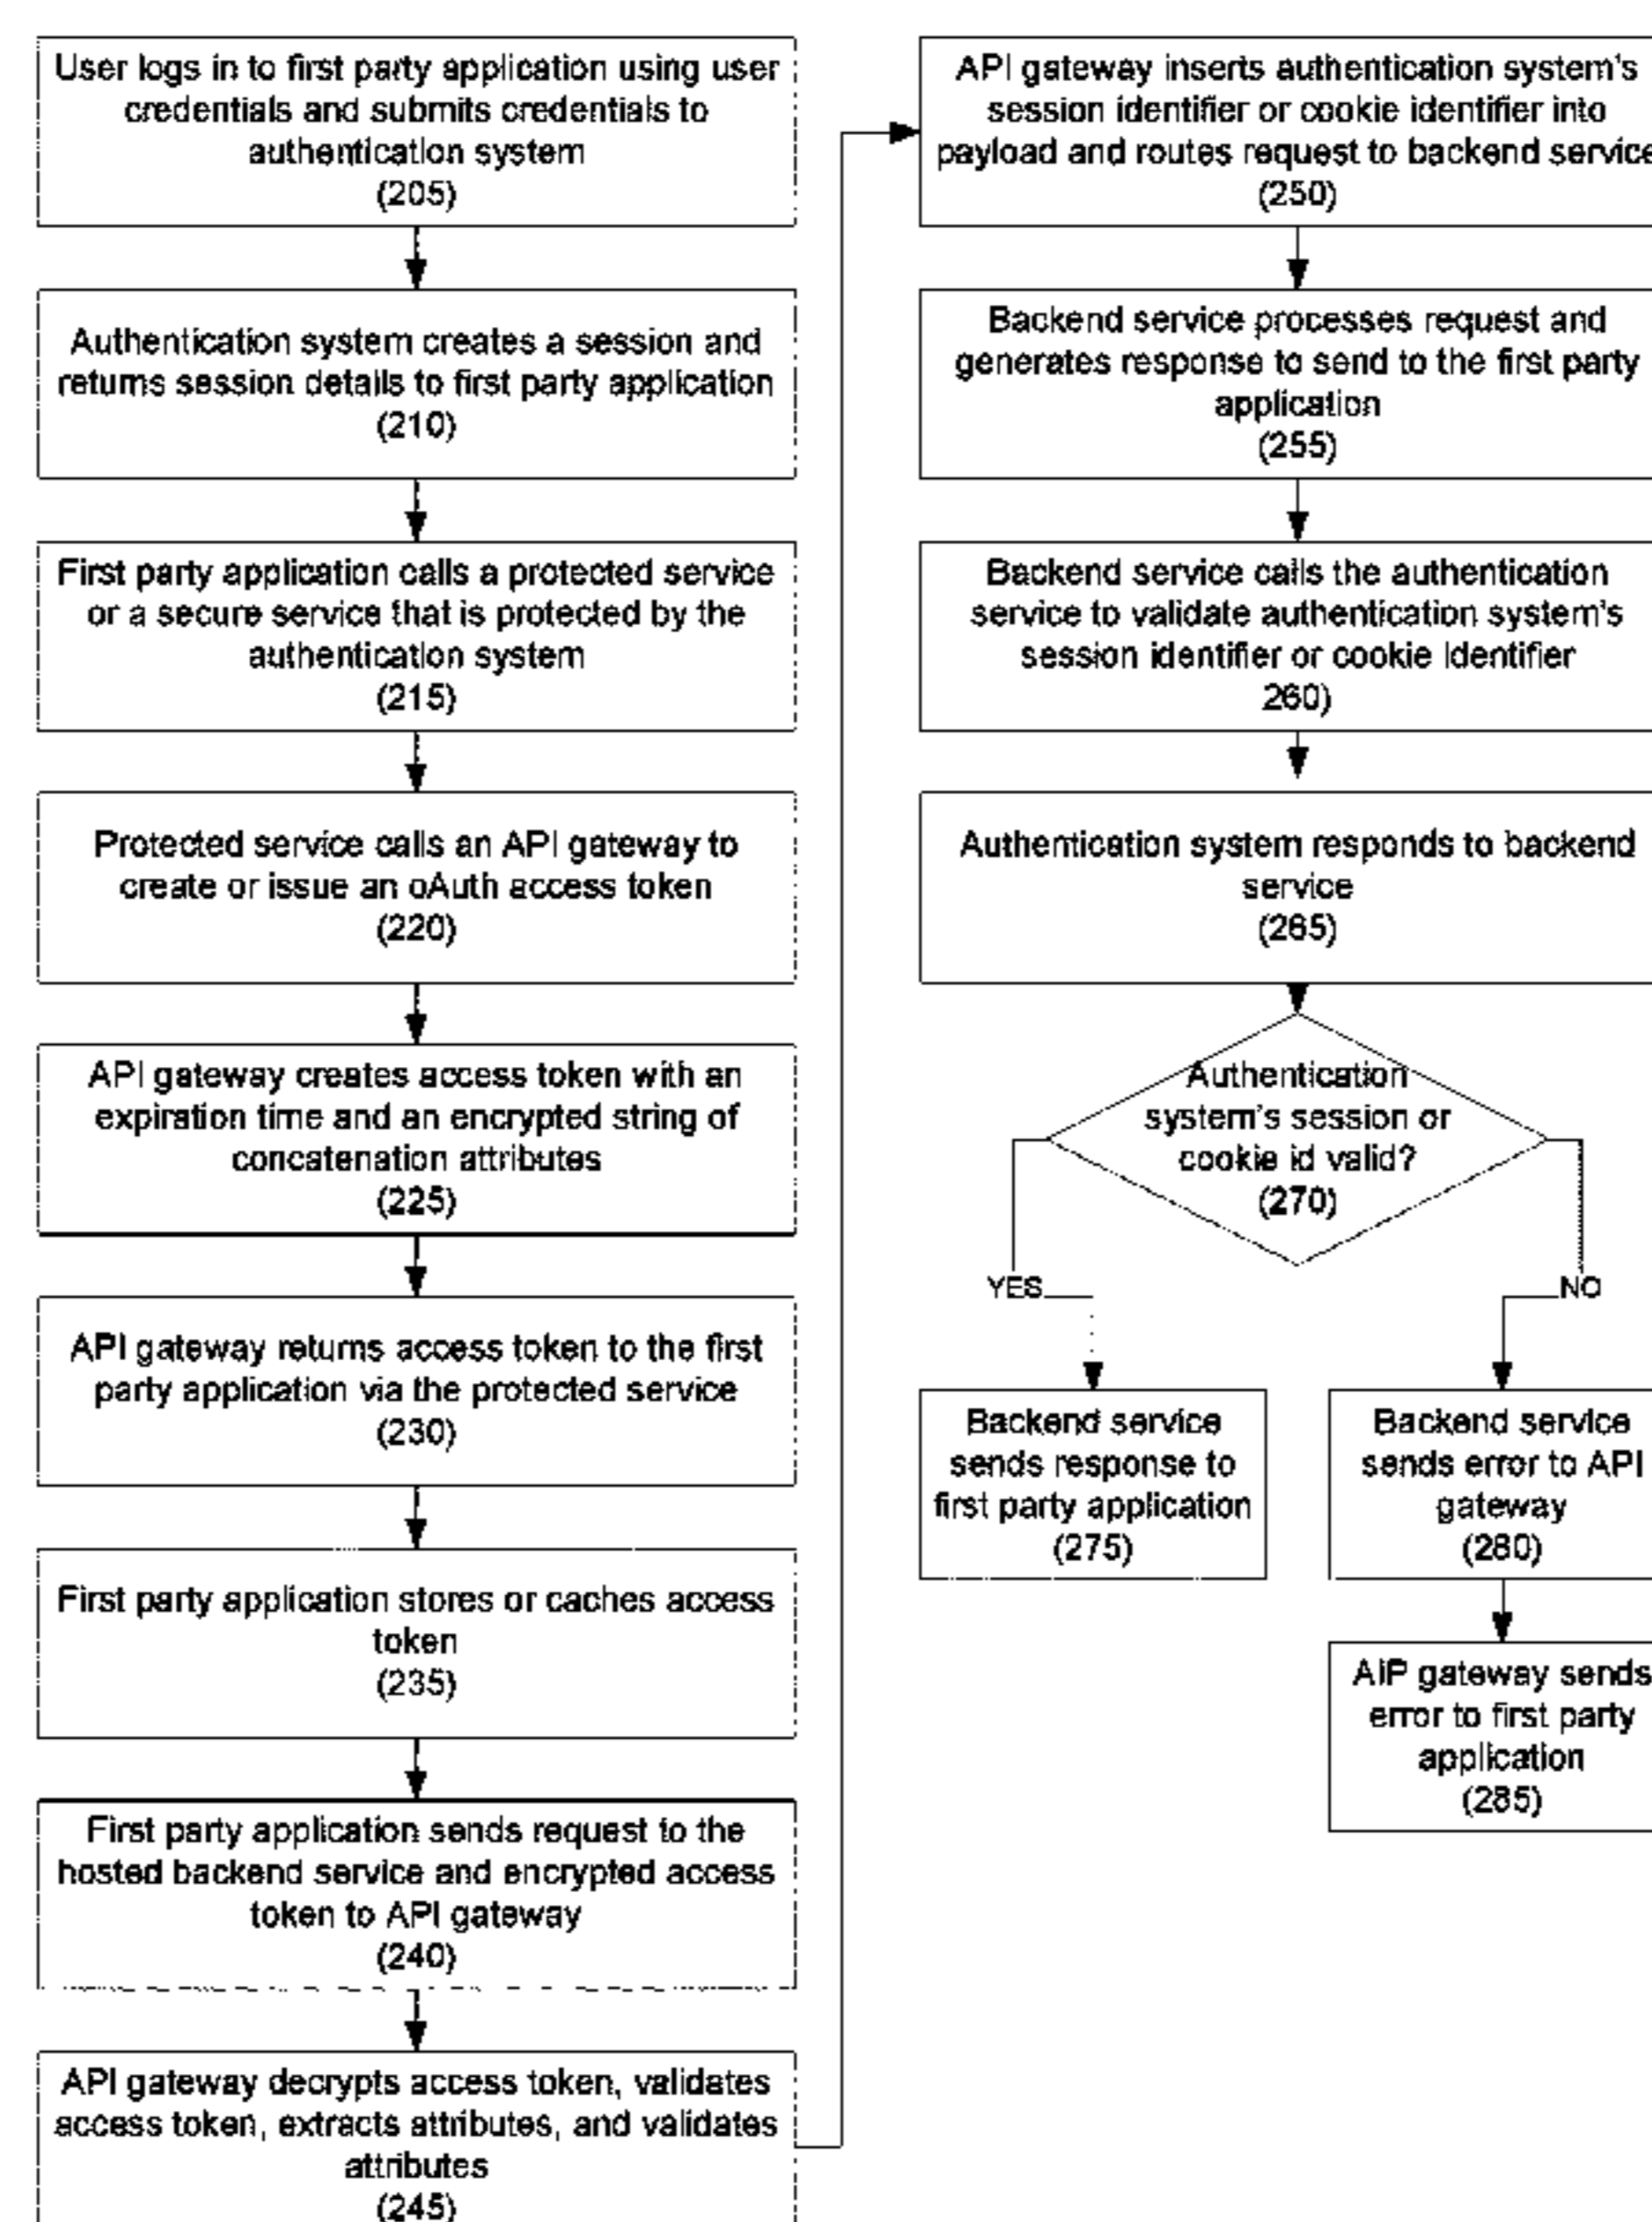 User logs in to first party application using user
credentials and submits credentials to
authentication system
(205)
Authentication system creates a session and
returns session details to first party application
(210)
First party application calls a protected service
or a secure service that is protected by the
authentication system
(215)
Protected service calls an API gateway to
create or issue an oAuth access token
(220)
API gateway creates access token with an
expiration time and an encrypted string of
concatenation attributes
(225)
API gateway returns access token to the first
party application via the protected service
(230)
First party application stores or caches access
token
(235)
First party application sends request to the
hosted backend service and encrypted access
token to API gateway
(240)
API gateway decrypts access token, validates
access token, extracts attributes, and validates
attributes
(245)
API gateway inserts authentication system's
session identifier or cookie identifier into
payload and routes request to backend service
(250)
Backend service processes request and
generates response to send to the first party
application
(255)
Backend service calls the authentication
service to validate authentication system's
session identifier or cookie Identifier
260)
Authentication system responds to backend
service
(265)
Authentication
system's session or
cookie id valid?
(270)
YES
NO
Backend service
sends response to
first party application
(275)
Backend service
sends error to API
gateway
(280)
AIP gateway sends
error to first party
application
(285)